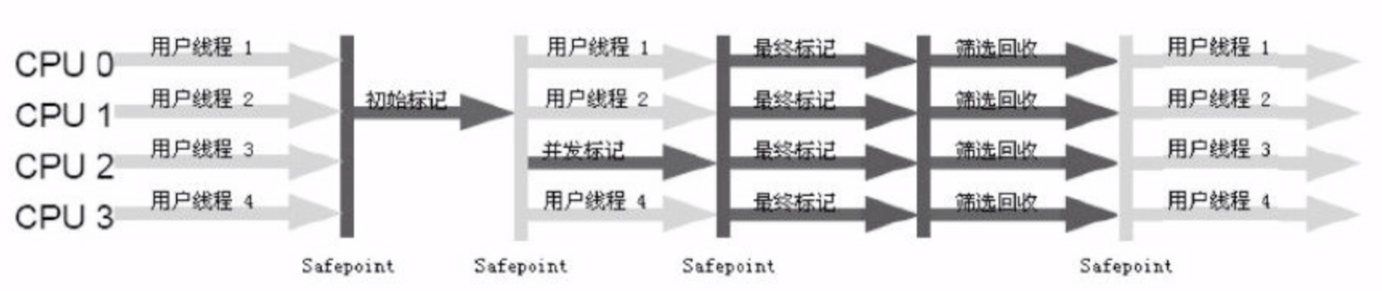 CPU 0 用户线程 1 用户线程 1 最终标记 筛选回收 用户线程 1
CPU 1 用户线程 2 初始标记 用户线程 2 最终标记 筛选回收 用户线程 2
CPU 2 用户线程 3 并发标记 最终标记 筛选回收 用户线程 3
CPU 3 用户线程 4 用户线程 4 最终标记 筛选回收 用户线程 4
Safepoint Safepoint Safepoint Safepoint